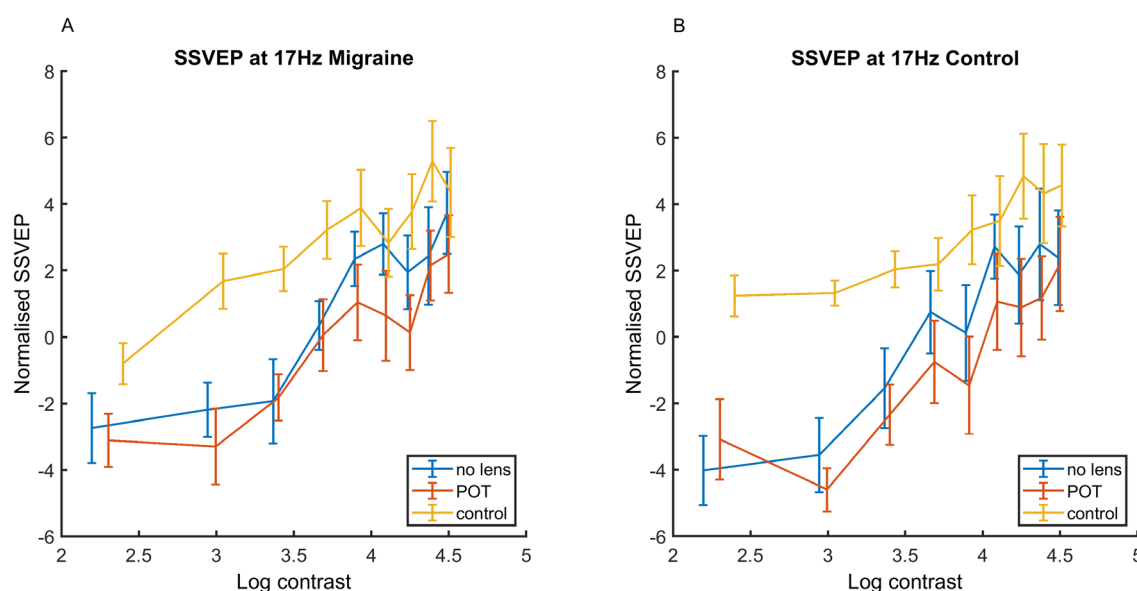 A
SSVEP at 17Hz Migraine
8
6
4
2
0
-2
-4
-6
Normalised SSVEP
2
2.5
3
3.5
4
4.5
5
Log contrast
no lens
POT
control
B
SSVEP at 17Hz Control
8
6
4
2
0
-2
-4
-6
Normalised SSVEP
2
2.5
3
3.5
4
4.5
5
Log contrast
no lens
POT
control